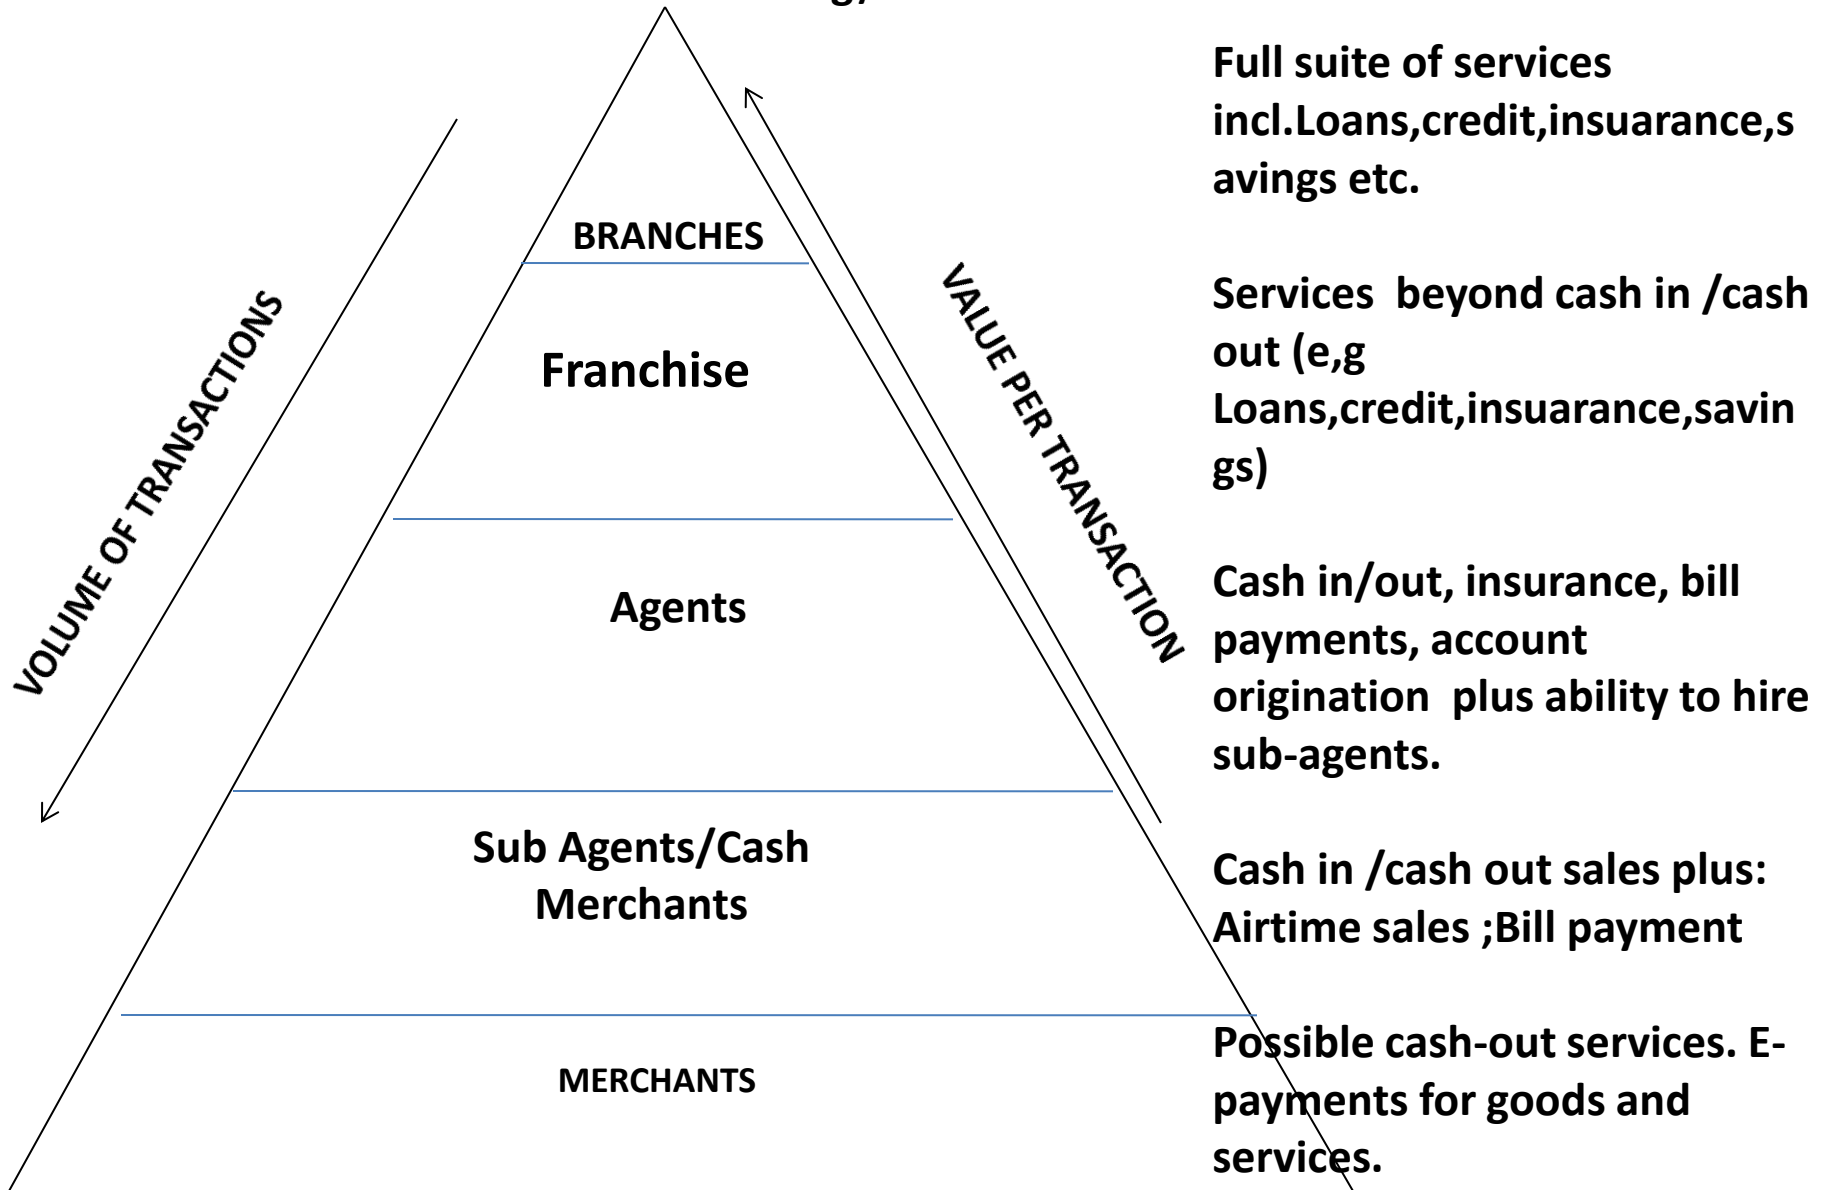 Full suite of services
incl.Loans,credit,insuarance,s
avings etc.
BRANCHES
Services  beyond cash in /cash
out (e,g
Loans,credit,insuarance,savin
gs)
Franchise
VOLUME OF TRANSACTIONS
VALUE PER TRANSACTION
Agents
Cash in/out, insurance, bill
payments, account
origination  plus ability to hire
sub-agents.
Sub Agents/Cash
Merchants
Cash in /cash out sales plus:
Airtime sales ;Bill payment
MERCHANTS
Possible cash-out services. E-
payments for goods and
services.